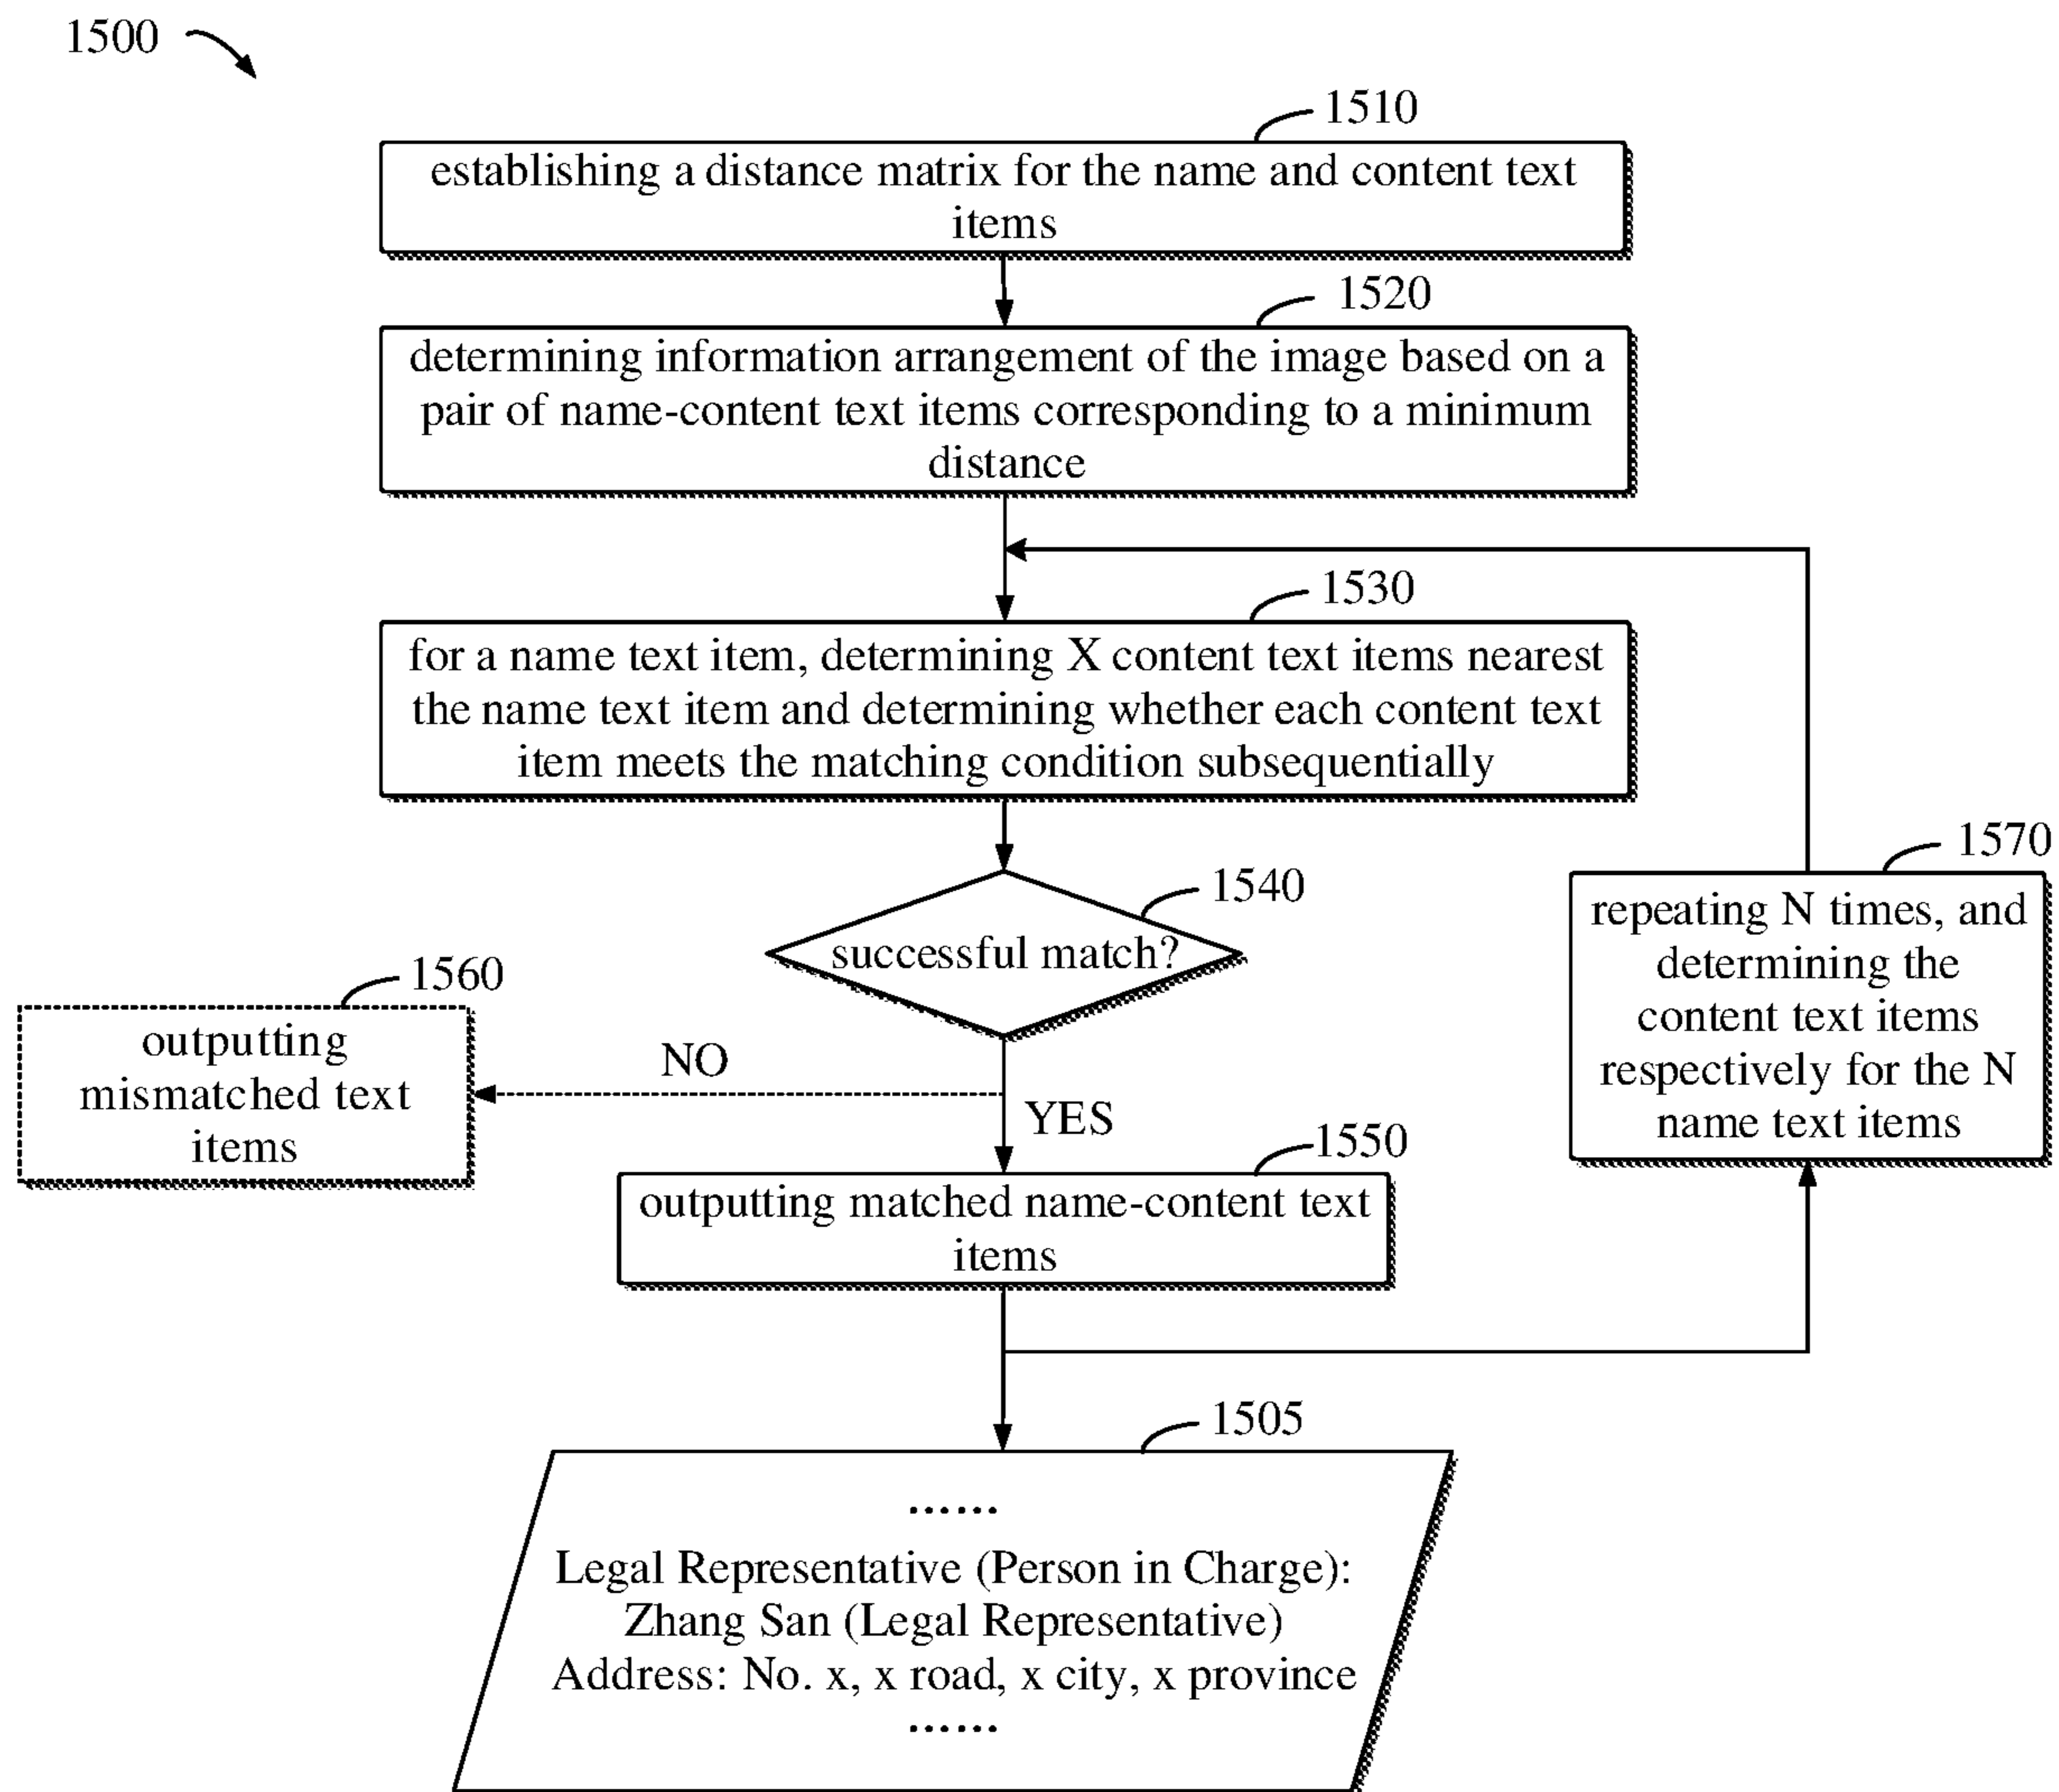 1500
1510
establishing a distance matrix for the name and content text
items
1520
determining information arrangement of the image based on a
pair of name-content text items corresponding to a minimum
distance
1530
for a name text item, determining X content text items nearest
the name text item and determining whether each content text
item meets the matching condition subsequentially
1540
successful match?
1570
repeating N times, and
determining the
content text items
respectively for the N
name text items
1560
outputting
mismatched text
items
NO
YES
1550
outputting matched name-content text
items
1505
......
Legal Representative (Person in Charge):
Zhang San (Legal Representative)
Address: No. x, x road, x city, x province
......